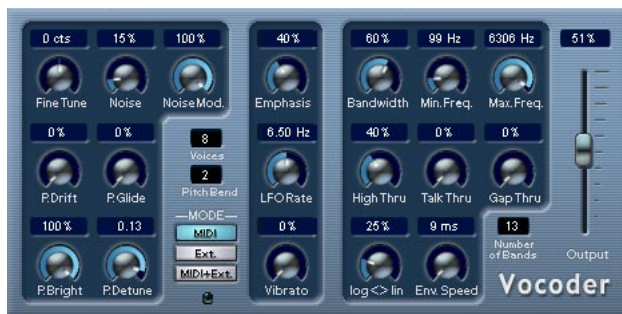 0 cts 15% 100% 40% 60% 99 Hz 6306 Hz 51%
Fine Tune Noise Noise Mod. Emphasis Bandwidth Min. Freq. Max. Freq.
0% 0% 8 6.50 Hz 40% 0% 0%
Voices
2
P.Drift P.Glide Pitch Bend LFO Rate High Thru Talk Thru Gap Thru
MODE
100% 0.13 MIDI 0% 25% 9 ms 13
Number
of Bands
Ext. Output
MIDI+Ext.
P.Bright P.Detune Vibrato log<>lin Env. Speed Vocoder